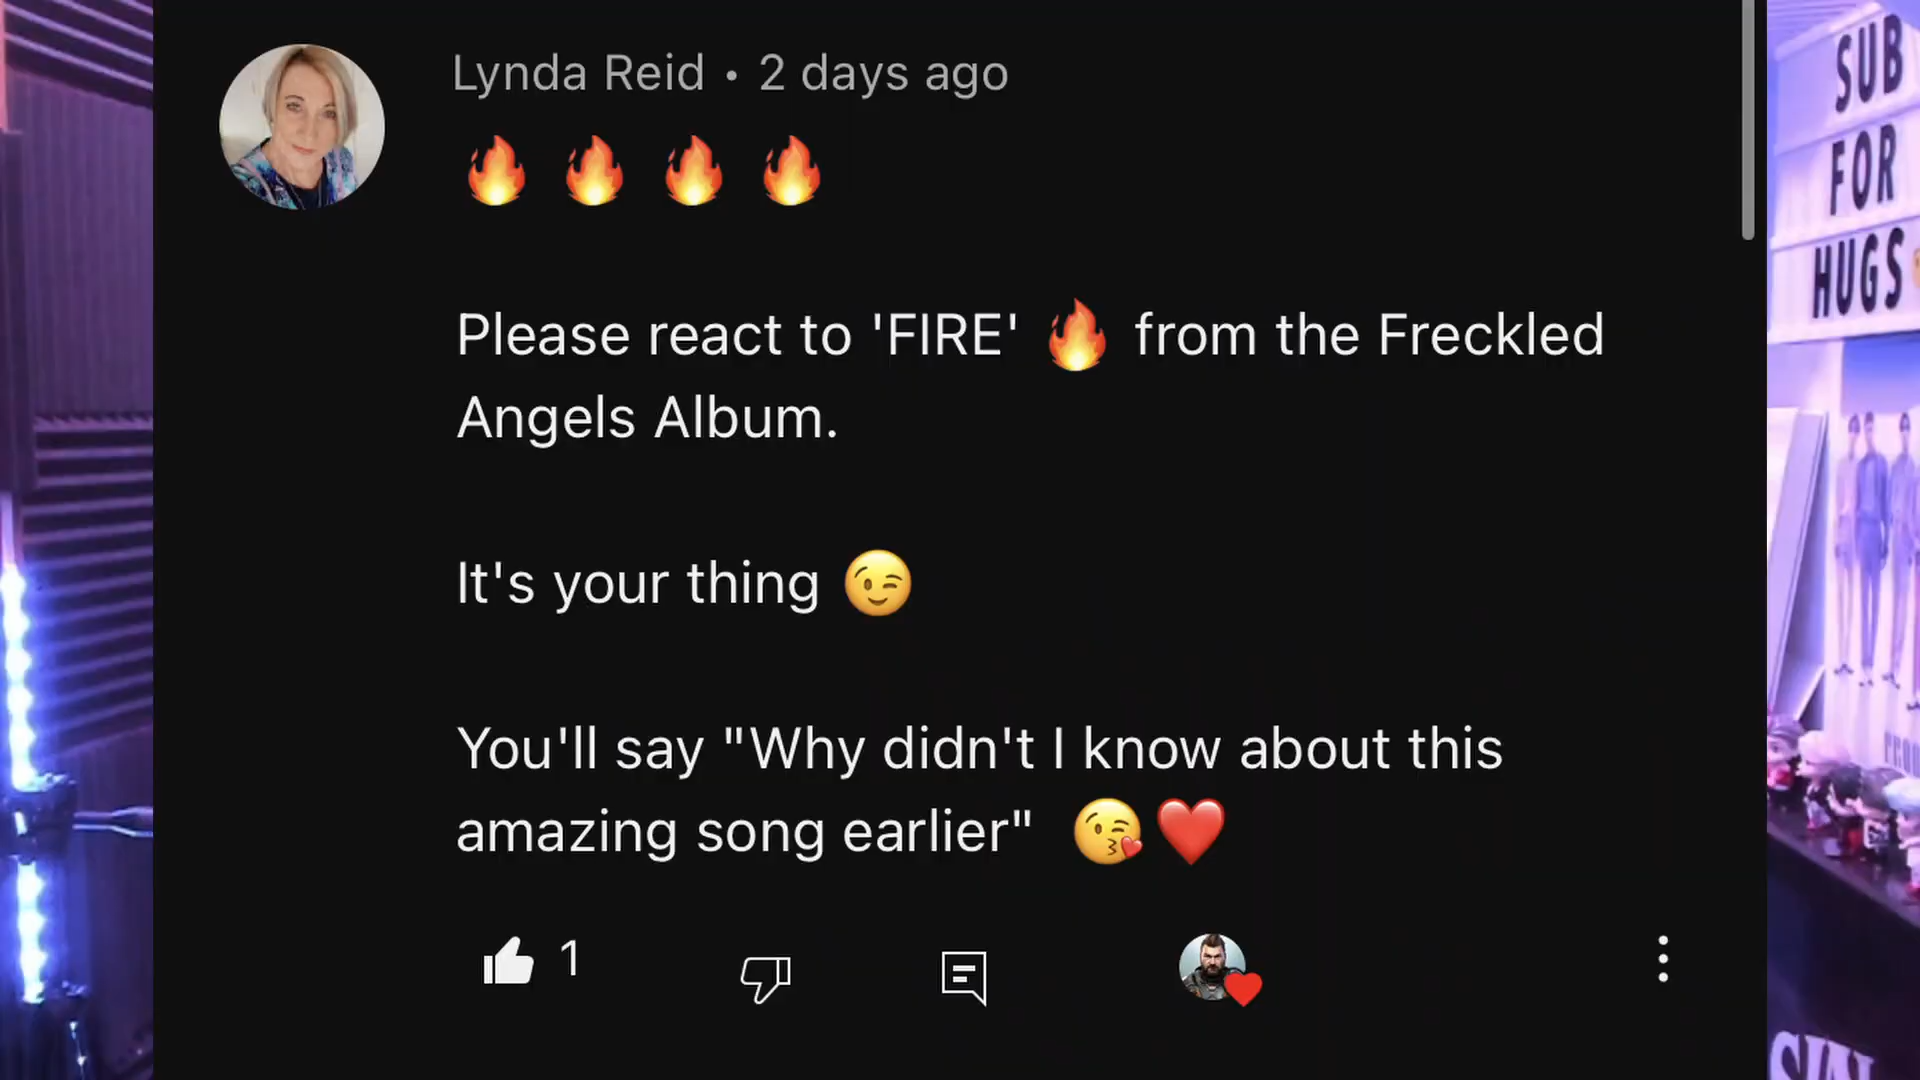 Lynda Reid • 2 days ago
🔥 🔥 🔥 🔥
Please react to 'FIRE' 🔥 from the Freckled
Angels Album.
It's your thing 😉
You'll say "Why didn't I know about this
amazing song earlier" 😘❤️
1
SUB
FOR
HUGS